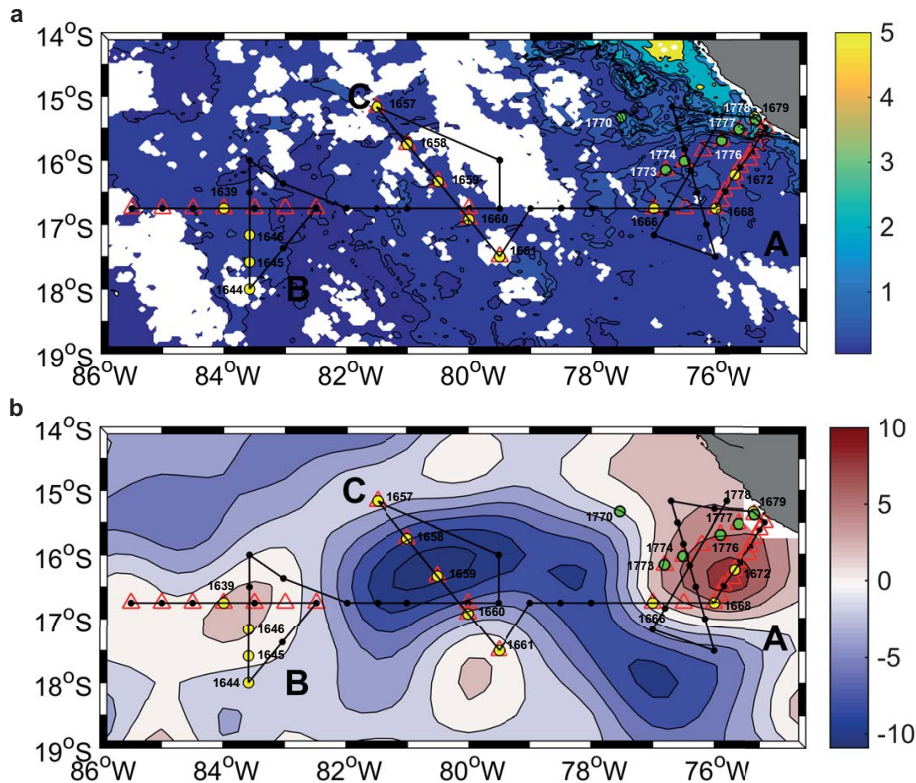 a
14°S
15°S
16°S
17°S
18°S
19°S
86°W
84°W
82°W
80°W
78°W
76°W
C
1657
1658
1659
1660
1661
1639
1646
1645
1644
B
1770
1778
1679
1777
1774
1776
1773
1672
1666
1668
A
5
4
3
2
1
b
14°S
15°S
16°S
17°S
18°S
19°S
86°W
84°W
82°W
80°W
78°W
76°W
C
1657
1658
1659
1660
1661
1639
1646
1645
1644
B
1770
1778
1679
1777
1774
1776
1773
1672
1666
1668
A
10
5
0
-5
-10